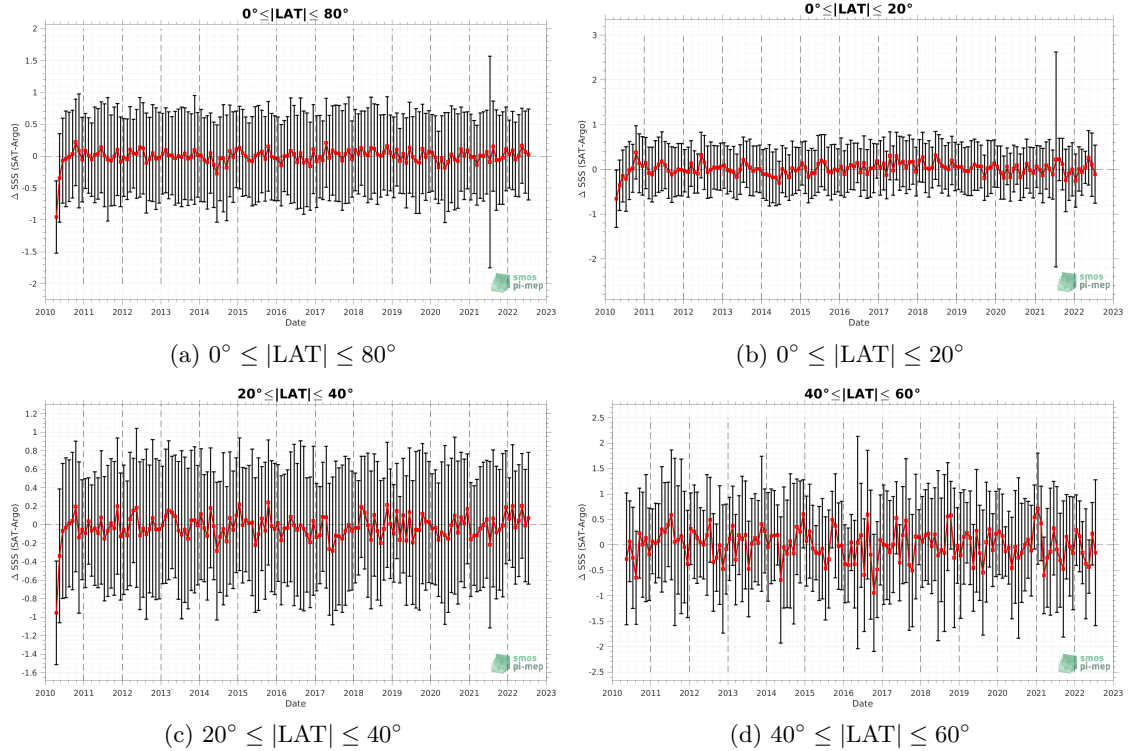 0°≤|LAT|≤ 80°
Δ SSS (SAT-Argo)
2
1.5
1
0.5
0
-0.5
-1
-1.5
-2
2010 2011 2012 2013 2014 2015 2016 2017 2018 2019 2020 2021 2022 2023
Date
smos
pi-mep
(a) 0° ≤ |LAT| ≤ 80°
0°≤|LAT|≤ 20°
Δ SSS (SAT-Argo)
3
2
1
0
-1
-2
2010 2011 2012 2013 2014 2015 2016 2017 2018 2019 2020 2021 2022 2023
Date
smos
pi-mep
(b) 0° ≤ |LAT| ≤ 20°
20°≤|LAT|≤ 40°
Δ SSS (SAT-Argo)
1.2
1
0.8
0.6
0.4
0.2
0
-0.2
-0.4
-0.6
-0.8
-1
-1.2
-1.4
-1.6
2010 2011 2012 2013 2014 2015 2016 2017 2018 2019 2020 2021 2022 2023
Date
smos
pi-mep
(c) 20° ≤ |LAT| ≤ 40°
40°≤|LAT|≤ 60°
Δ SSS (SAT-Argo)
2.5
2
1.5
1
0.5
0
-0.5
-1
-1.5
-2
-2.5
2010 2011 2012 2013 2014 2015 2016 2017 2018 2019 2020 2021 2022 2023
Date
smos
pi-mep
(d) 40° ≤ |LAT| ≤ 60°